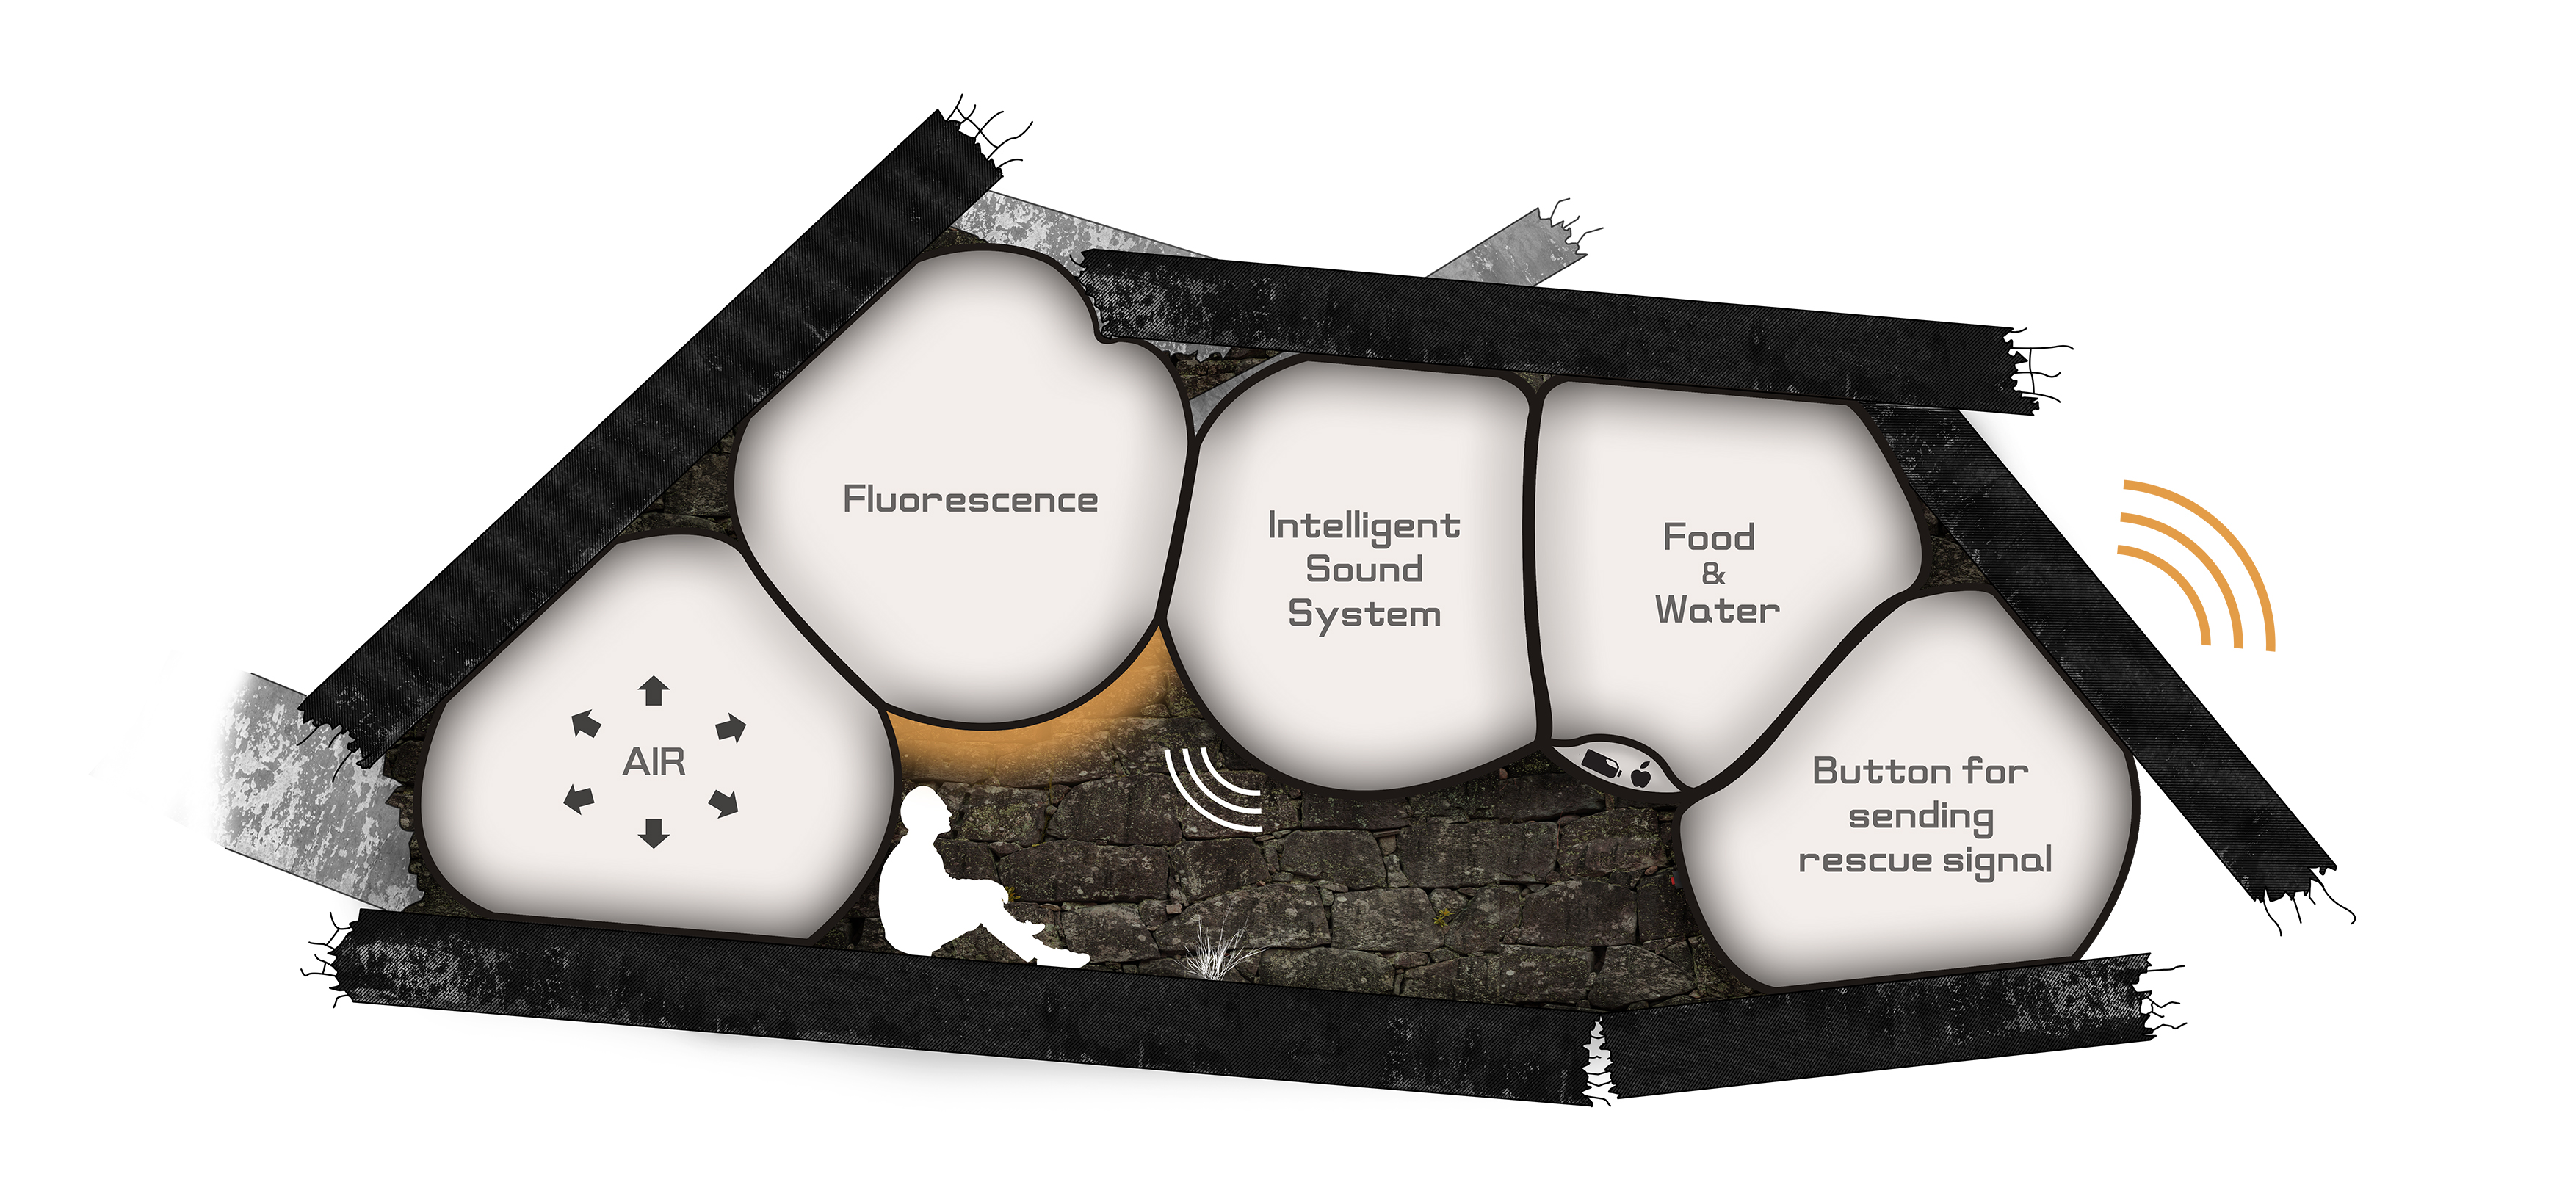 Fluorescence
Intelligent
Sound
System
Food
&
Water
AIR
Button for
sending
rescue signal